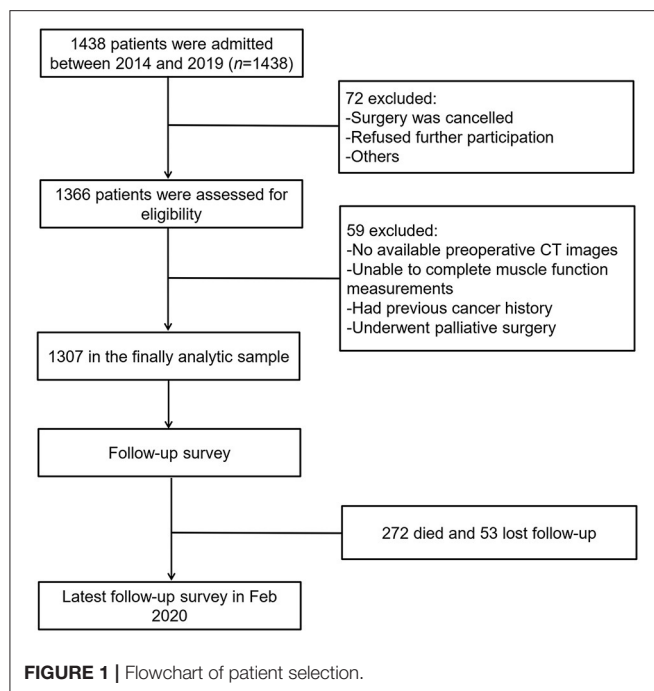 1438 patients were admitted
between 2014 and 2019 (n=1438)
72 excluded:
-Surgery was cancelled
-Refused further participation
-Others
1366 patients were assessed for
eligibility
59 excluded:
-No available preoperative CT images
-Unable to complete muscle function
measurements
-Had previous cancer history
-Underwent palliative surgery
1307 in the finally analytic sample
Follow-up survey
272 died and 53 lost follow-up
Latest follow-up survey in Feb
2020
FIGURE 1 | Flowchart of patient selection.